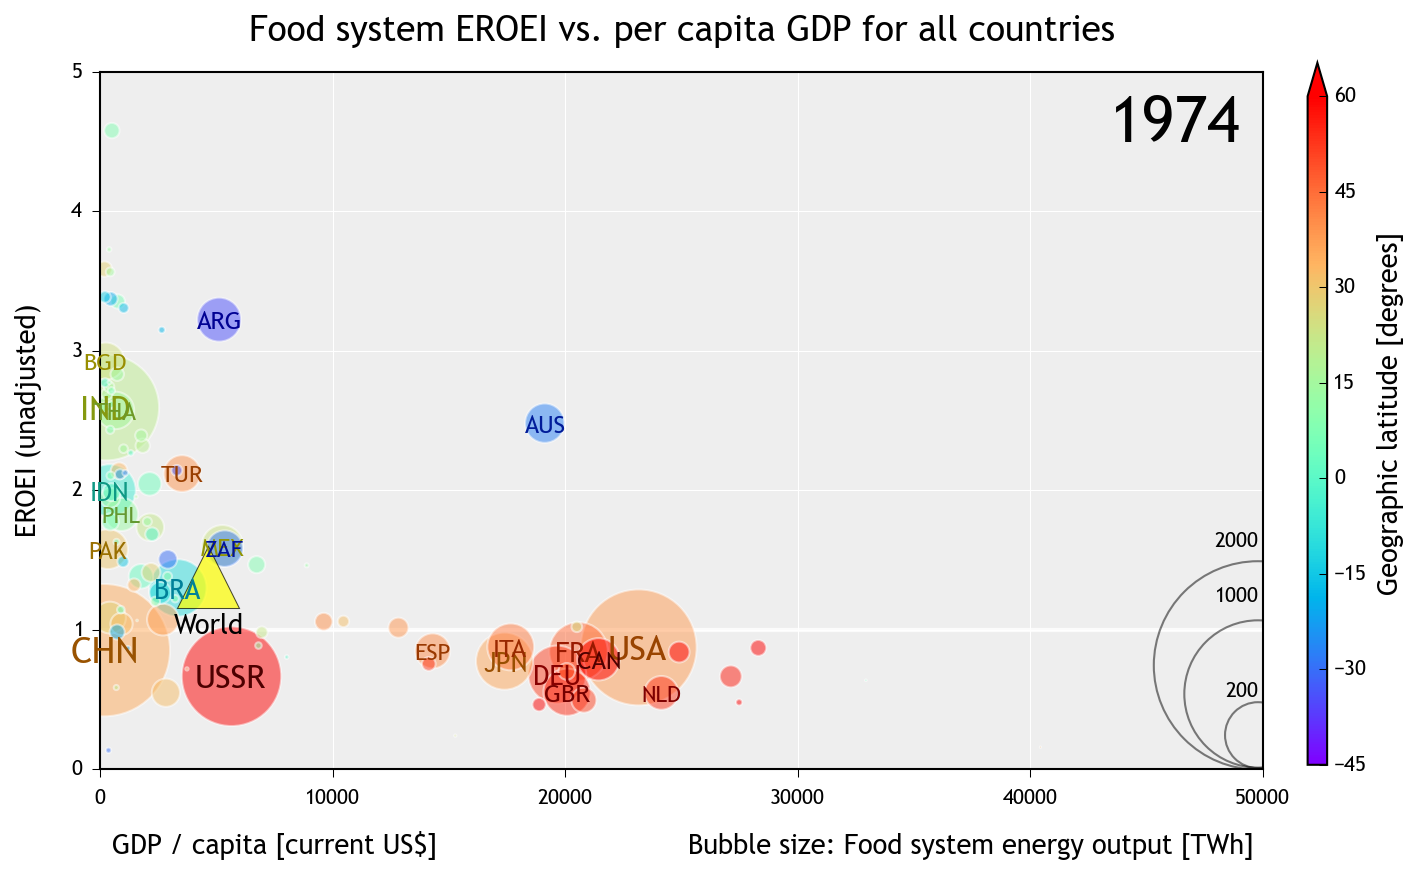 Food system EROEI vs. per capita GDP for all countries
1974
5
4
3
2
1
0
EROEI (unadjusted)
ARG
BGD
IND
AUS
TUR
IDN
PHL
PAK
ZAF
BRA
World
CHN
USSR
ESP
ITA
JPN
FRA
DEU
GBR
CAN
USA
NLD
2000
1000
200
0
10000
20000
30000
40000
50000
GDP / capita [current US$]
Bubble size: Food system energy output [TWh]
60
45
30
15
0
−15
−30
−45
Geographic latitude [degrees]